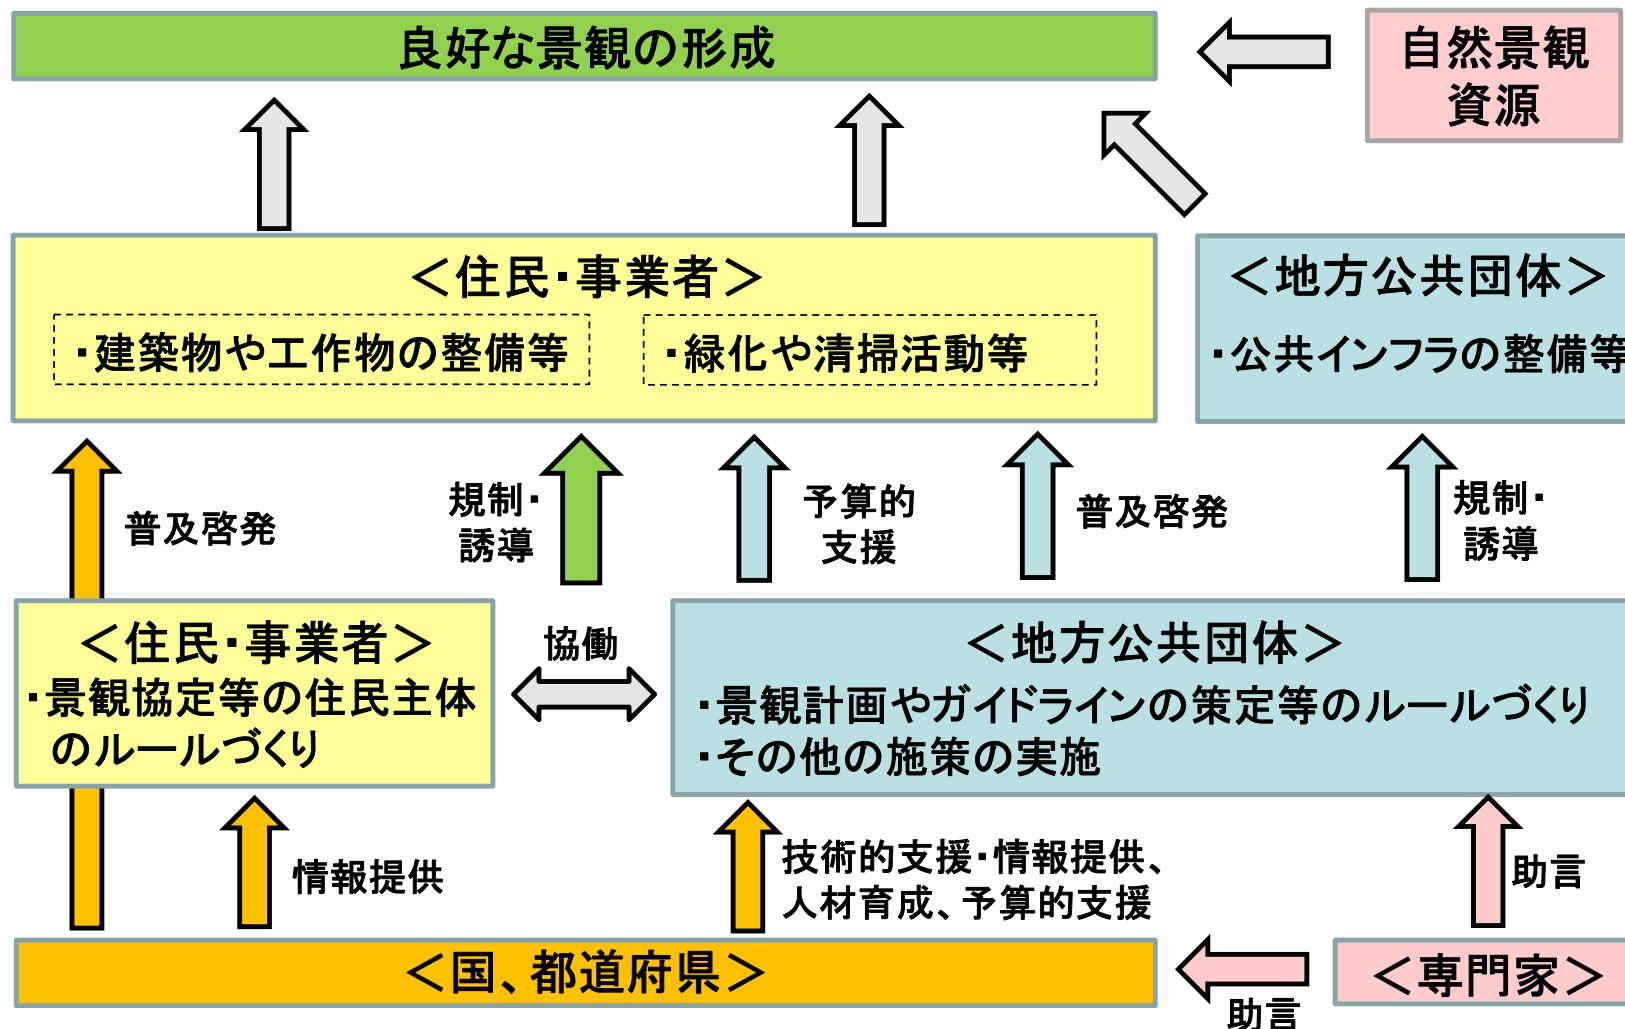 良好な景観の形成
自然景観
資源
＜住民・事業者＞
・建築物や工作物の整備等
・緑化や清掃活動等
＜地方公共団体＞
・公共インフラの整備等
普及啓発
規制・
誘導
予算的
支援
普及啓発
規制・
誘導
＜住民・事業者＞
・景観協定等の住民主体
のルールづくり
協働
＜地方公共団体＞
・景観計画やガイドラインの策定等のルールづくり
・その他の施策の実施
情報提供
技術的支援・情報提供、
人材育成、予算的支援
助言
＜国、都道府県＞
助言
＜専門家＞